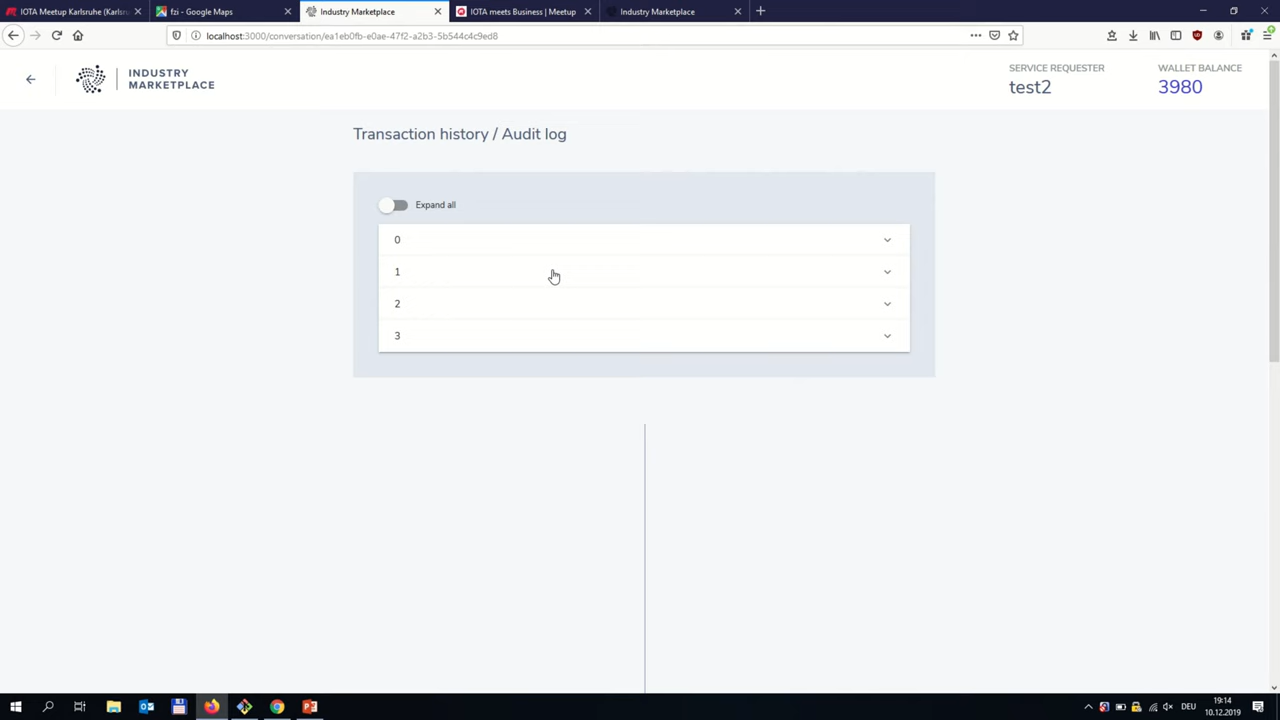 IOTA Meetup Karlsruhe (Karlsr
fzi - Google Maps
Industry Marketplace
IOTA meets Business | Meetup
Industry Marketplace
localhost:3000/conversation/ea1eb0fb-e0ae-47f2-a2b3-5b544c4c9ed8
INDUSTRY
MARKETPLACE
SERVICE REQUESTER
test2
WALLET BALANCE
3980
Transaction history / Audit log
Expand all
0
1
2
3
DEU
19:14
10.12.2019